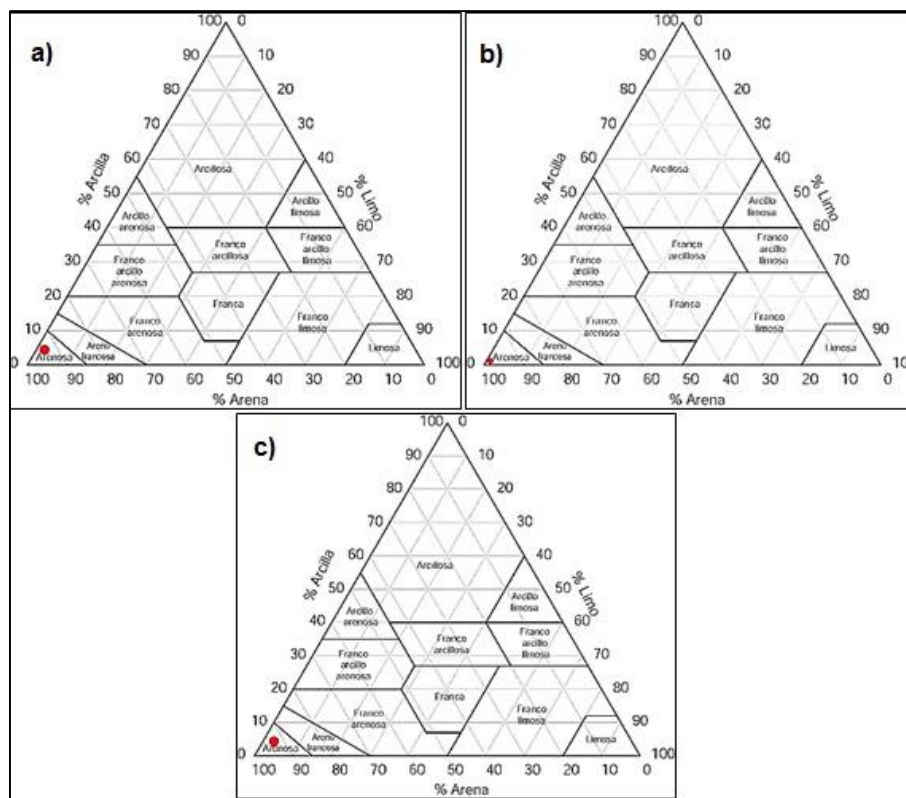 a)
100 0
90 10
80 20
70 30
60 40
50 50
40 60
30 70
20 80
10 90
0 100
100 90 80 70 60 50 40 30 20 10 0
% Arcilla
% Limo
% Arena
Arcillosa
Arcillo
arenosa
Arcillo
limosa
Franco
arcillosa
Franco
arcillo
limosa
Franco
arcillo
arenosa
Franca
Franco
arenosa
Franco
limosa
Arenosa
Areno
francosa
Limosa
b)
100 0
90 10
80 20
70 30
60 40
50 50
40 60
30 70
20 80
10 90
0 10
100 90 80 70 60 50 40 30 20 10 0
% Arcilla
% Limo
% Arena
Arcillosa
Arcillo
arenosa
Arcillo
limosa
Franco
arcillosa
Franco
arcillo
limosa
Franco
arcillo
arenosa
Franca
Franco
arenosa
Franco
limosa
Arenosa
Areno
francosa
Limosa
c)
100 0
90 10
80 20
70 30
60 40
50 50
40 60
30 70
20 80
10 90
0 100
100 90 80 70 60 50 40 30 20 10 0
% Arcilla
% Limo
% Arena
Arcillosa
Arcillo
arenosa
Arcillo
limosa
Franco
arcillosa
Franco
arcillo
limosa
Franco
arcillo
arenosa
Franca
Franco
arenosa
Franco
limosa
Arenosa
Areno
francosa
Limosa